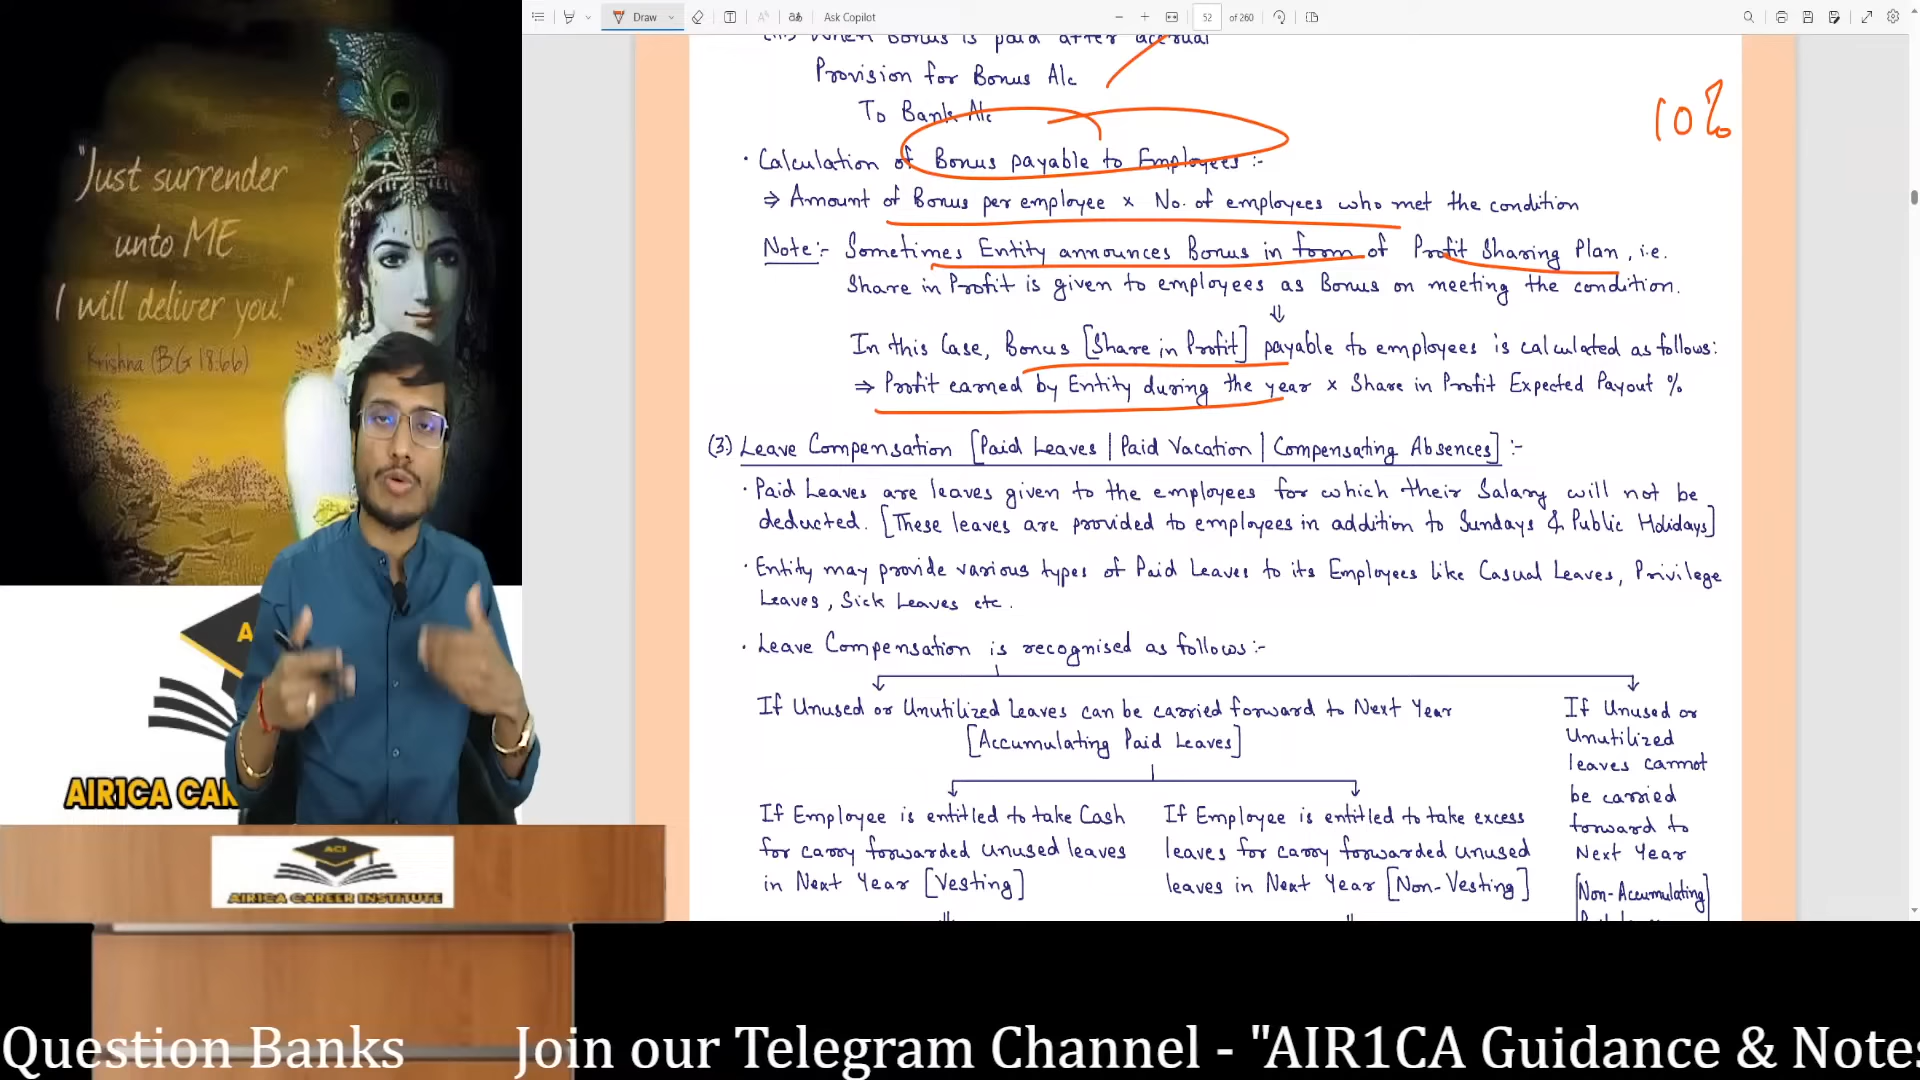 "Just surrender
unto ME
I will deliver you!"
Krishna (B.G 18.66)
AIR1CA CAR
ACI
AIR1CA CAREER INSTITUTE
Draw
Ask Copilot
52
of 260
(iii) When Bonus is paid after accrual
Provision for Bonus A/c
To Bank A/c
10%
· Calculation of Bonus payable to Employees :-
⇒ Amount of Bonus per employee × No. of employees who met the condition
Note :- Sometimes Entity announces Bonus in form of Profit Sharing Plan, i.e.
Share in Profit is given to employees as Bonus on meeting the condition.
⇓
In this Case, Bonus [Share in Profit] payable to employees is calculated as follows:
⇒ Profit earned by Entity during the year × Share in Profit Expected Payout %
(3.) Leave Compensation [Paid Leaves | Paid Vacation | Compensating Absences] :-
· Paid Leaves are leaves given to the employees for which their Salary will not be
deducted. [These leaves are provided to employees in addition to Sundays & Public Holidays]
· Entity may provide various types of Paid Leaves to its Employees like Casual Leaves, Privilege
Leaves, Sick Leaves etc.
· Leave Compensation is recognised as follows :-
If Unused or Unutilized Leaves can be carried forward to Next Year
[Accumulating Paid Leaves]
If Employee is entitled to take Cash
for carry forwarded unused leaves
in Next Year [Vesting]
If Employee is entitled to take excess
leaves for carry forwarded unused
leaves in Next Year [Non-Vesting]
If Unused or
Unutilized
leaves cannot
be carried
forward to
Next Year
[Non-Accumulating
Question Banks Join our Telegram Channel - "AIR1CA Guidance & Notes